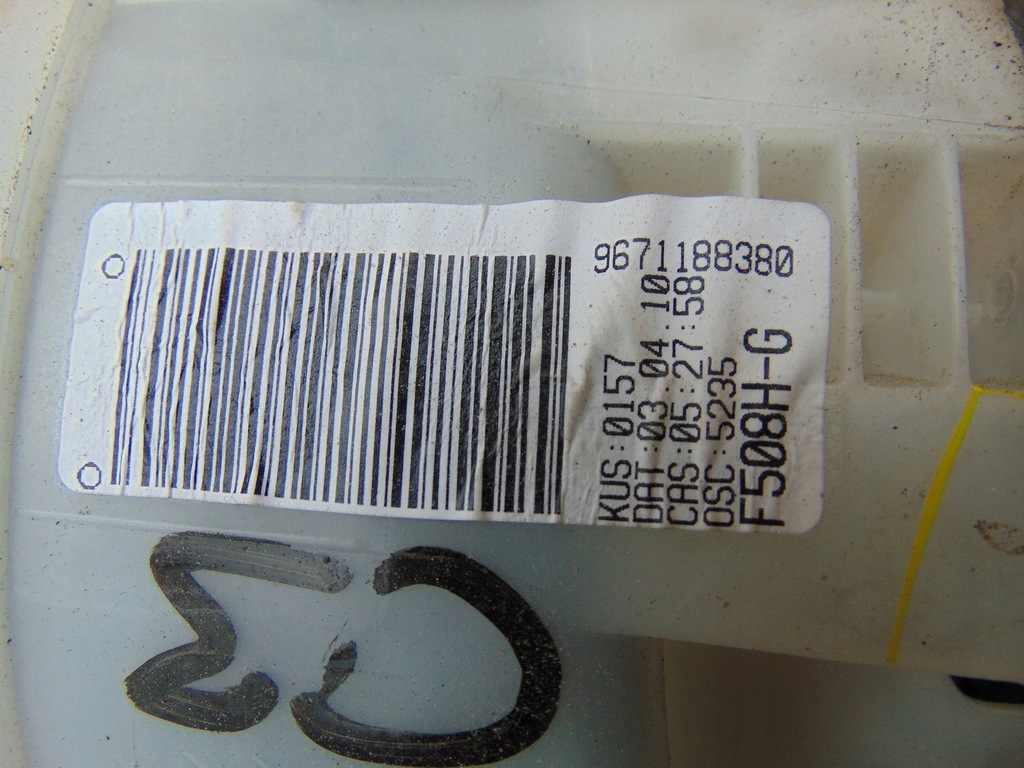 9671188380
KUS:0157
DAT:03 04 10
CAS:05:27:58
OSC:5235
F508H-G